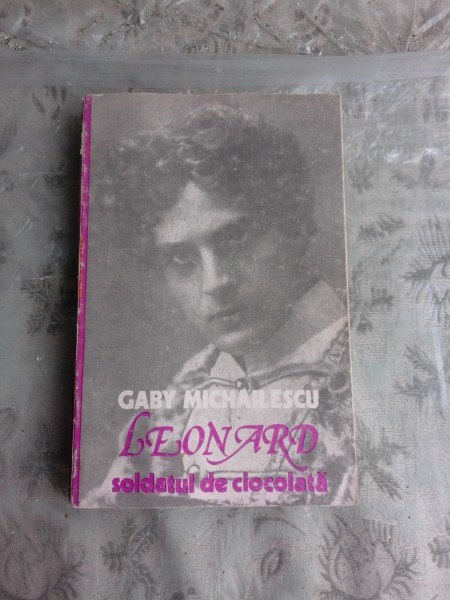 GABY MICHAILESCU
LEONARD
soldatul de ciocolată